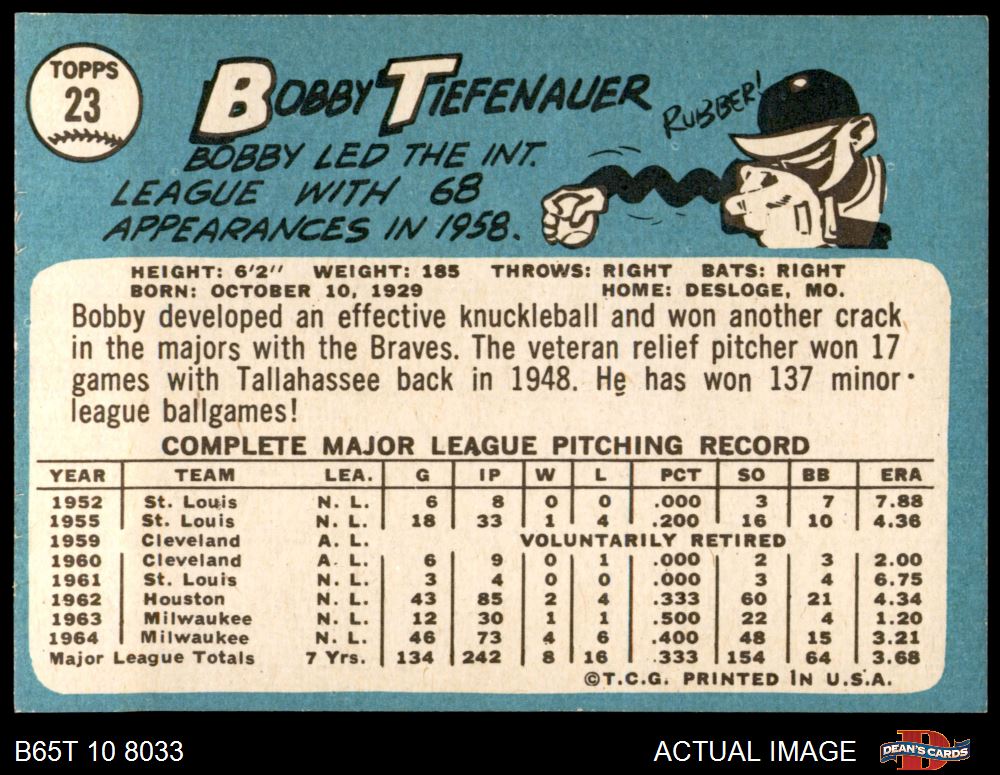 TOPPS
23
BOBBY TIEFENAUER
RUBBER!
BOBBY LED THE INT.
LEAGUE WITH 68
APPEARANCES IN 1958.
HEIGHT: 6'2" WEIGHT: 185 THROWS: RIGHT BATS: RIGHT
BORN: OCTOBER 10, 1929 HOME: DESLOGE, MO.
Bobby developed an effective knuckleball and won another crack
in the majors with the Braves. The veteran relief pitcher won 17
games with Tallahassee back in 1948. He has won 137 minor-
league ballgames!
COMPLETE MAJOR LEAGUE PITCHING RECORD
YEAR TEAM LEA. G IP W L PCT SO BB ERA
1952 St. Louis N. L. 6 8 0 0 .000 3 7 7.88
1955 St. Louis N. L. 18 33 1 4 .200 16 10 4.36
1959 Cleveland A. L. VOLUNTARILY RETIRED
1960 Cleveland A. L. 6 9 0 1 .000 2 3 2.00
1961 St. Louis N. L. 3 4 0 0 .000 3 4 6.75
1962 Houston N. L. 43 85 2 4 .333 60 21 4.34
1963 Milwaukee N. L. 12 30 1 1 .500 22 4 1.20
1964 Milwaukee N. L. 46 73 4 6 .400 48 15 3.21
Major League Totals 7 Yrs. 134 242 8 16 .333 154 64 3.68
©T.C.G. PRINTED IN U.S.A.
B65T 10 8033 ACTUAL IMAGE DEAN'S CARDS